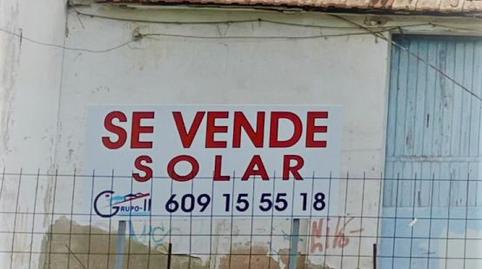 SE VENDE
SOLAR
GRUPO-II 609 15 55 18